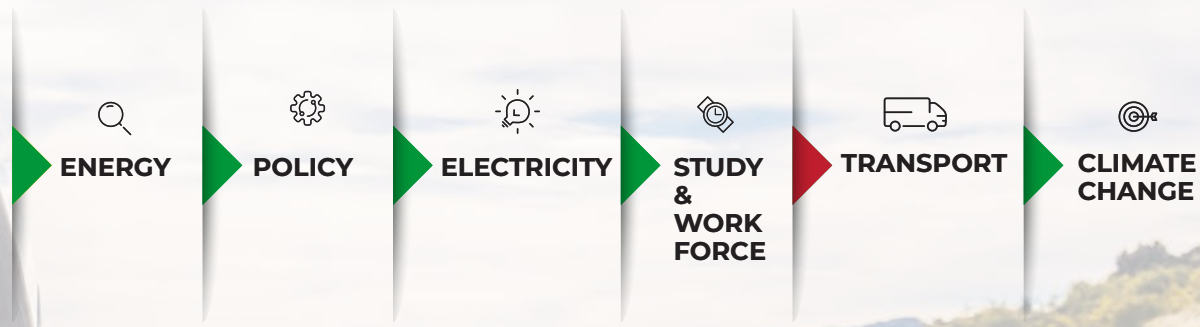 ENERGY
POLICY
ELECTRICITY
STUDY
&
WORK
FORCE
TRANSPORT
CLIMATE
CHANGE